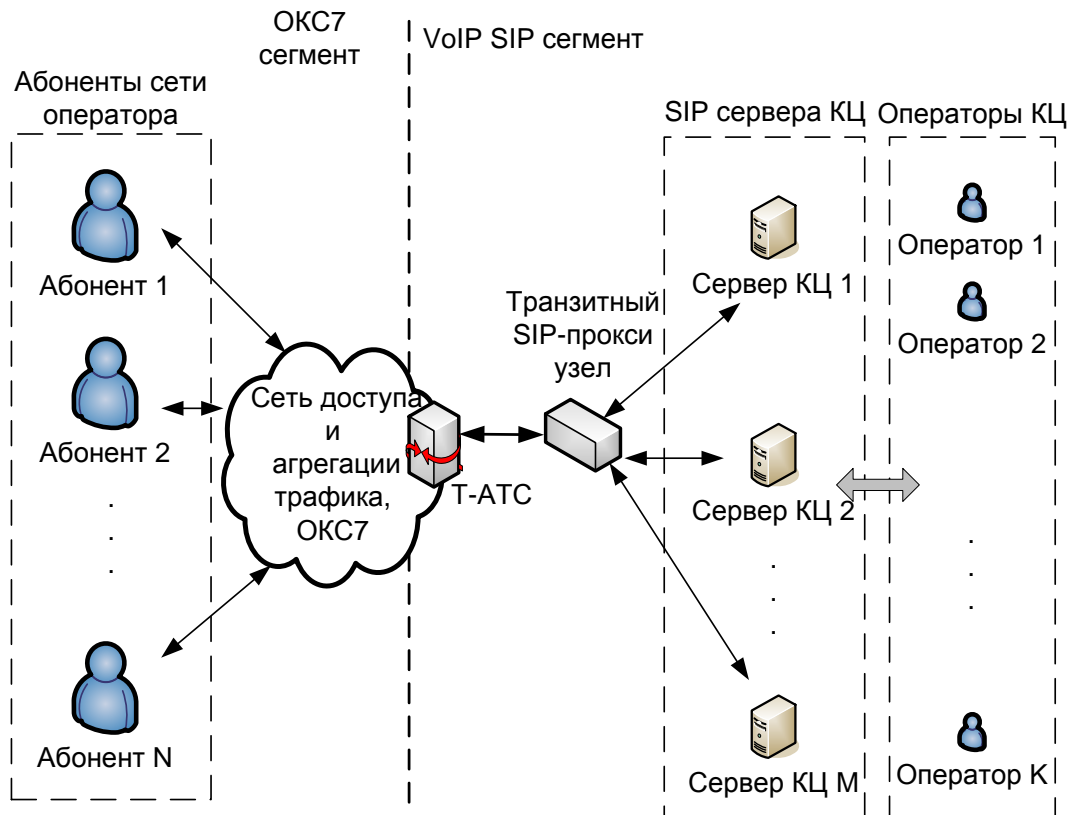 ОКС7
сегмент
VoIP SIP сегмент
Абоненты сети
оператора
SIP сервера КЦ
Операторы КЦ
Абонент 1
Абонент 2
.
.
.
Абонент N
Сеть доступа
и
агрегации
трафика,
ОКС7
Т-АТС
Транзитный
SIP-прокси
узел
Сервер КЦ 1
Сервер КЦ 2
.
.
.
Сервер КЦ M
Оператор 1
Оператор 2
.
.
.
Оператор K